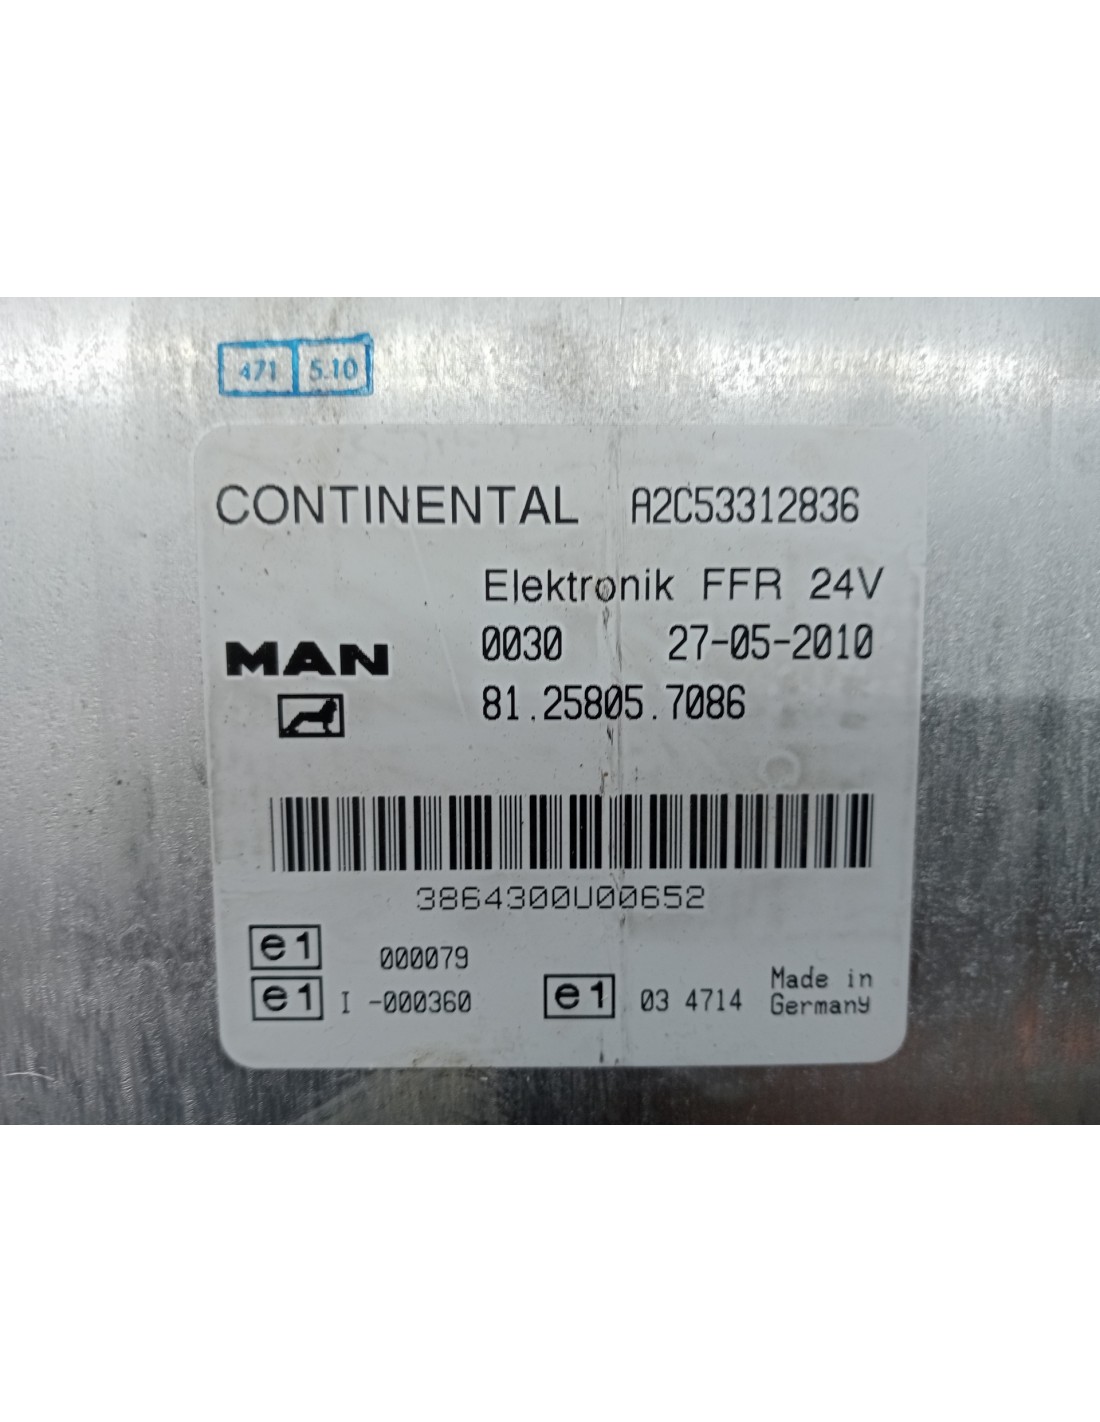 471 5.10
CONTINENTAL A2C53312836
Elektronik FFR 24V
MAN 0030 27-05-2010
81.25805.7086
3864300U00652
e1 000079
e1 I -000360 e1 03 4714 Made in
Germany